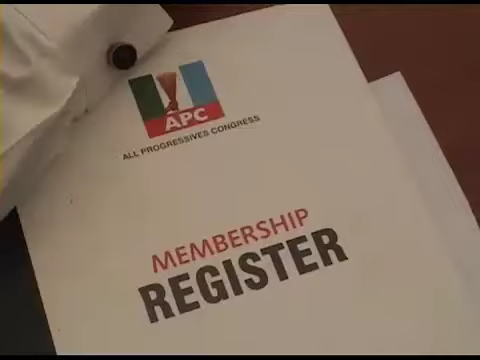 APC
ALL PROGRESSIVES CONGRESS
MEMBERSHIP
REGISTER